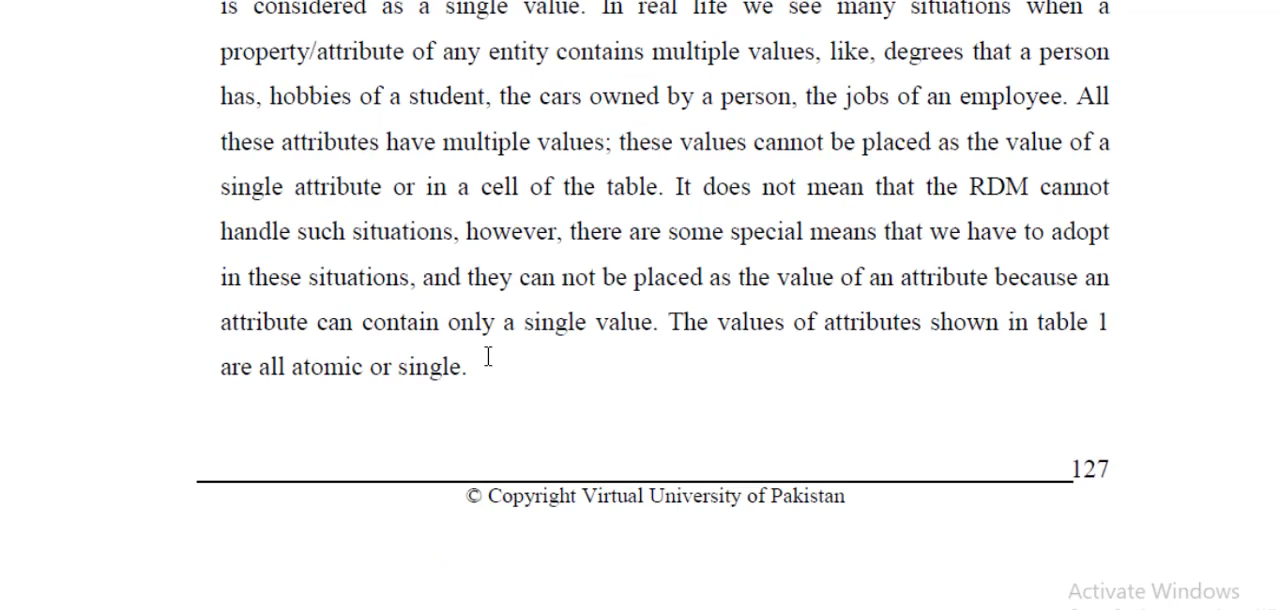 is considered as a single value. In real life we see many situations when a
property/attribute of any entity contains multiple values, like, degrees that a person
has, hobbies of a student, the cars owned by a person, the jobs of an employee. All
these attributes have multiple values; these values cannot be placed as the value of a
single attribute or in a cell of the table. It does not mean that the RDM cannot
handle such situations, however, there are some special means that we have to adopt
in these situations, and they can not be placed as the value of an attribute because an
attribute can contain only a single value. The values of attributes shown in table 1
are all atomic or single.
127
© Copyright Virtual University of Pakistan
Activate Windows